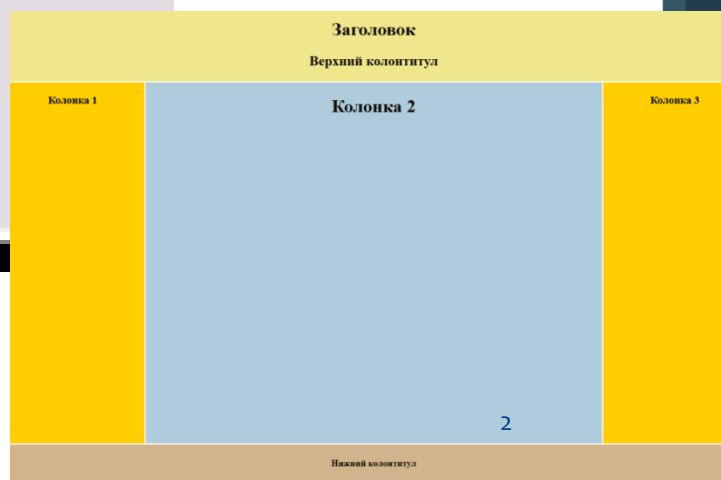 Заголовок
Верхний колонтитул
Колонка 1
Колонка 2
Колонка 3
2
Нижний колонтитул